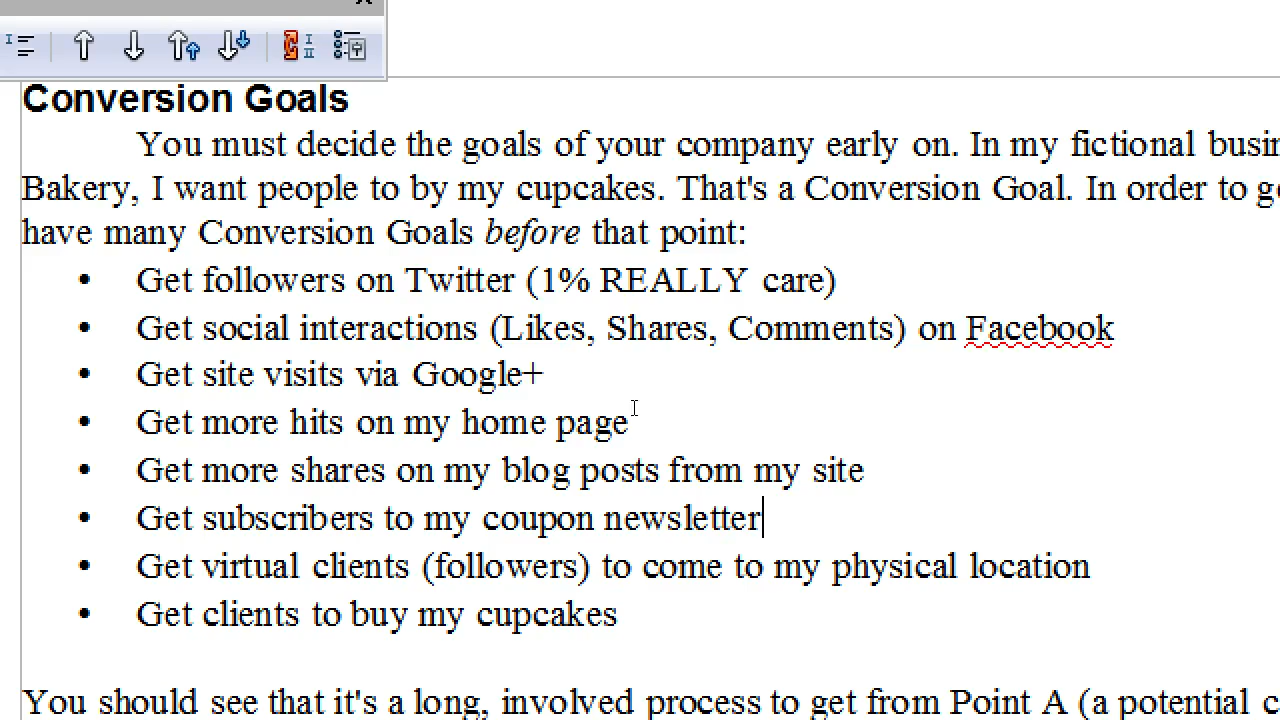 Conversion Goals
You must decide the goals of your company early on. In my fictional
Bakery, I want people to by my cupcakes. That's a Conversion Goal. In order to
have many Conversion Goals before that point:
• Get followers on Twitter (1% REALLY care)
• Get social interactions (Likes, Shares, Comments) on Facebook
• Get site visits via Google+
• Get more hits on my home page
• Get more shares on my blog posts from my site
• Get subscribers to my coupon newsletter
• Get virtual clients (followers) to come to my physical location
• Get clients to buy my cupcakes
You should see that it's a long, involved process to get from Point A (a potential